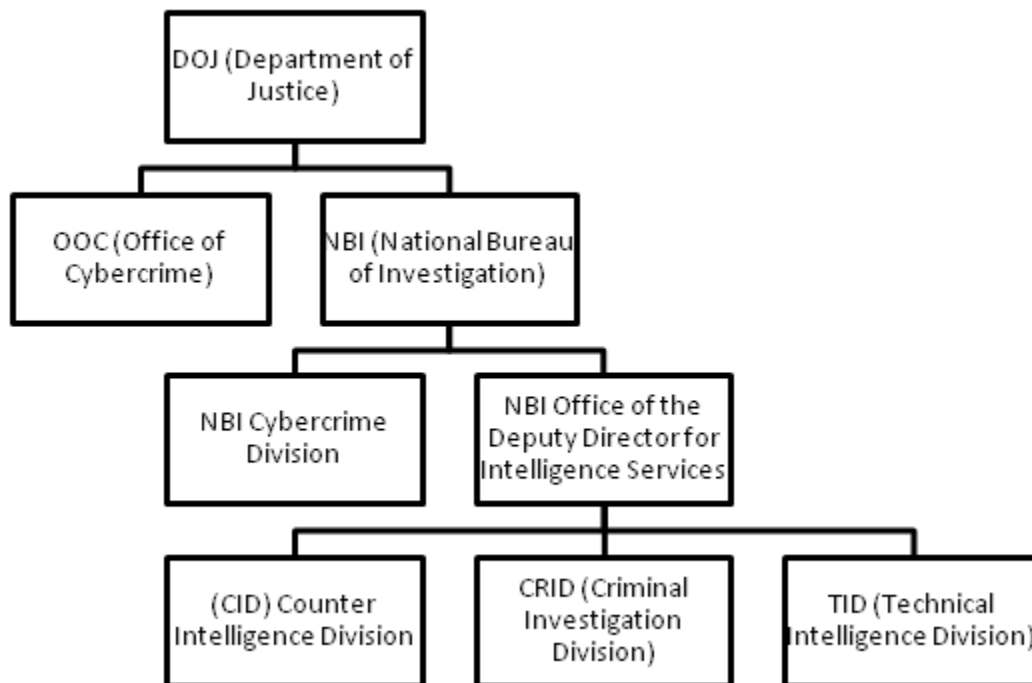 DOJ (Department of
Justice)
OOC (Office of
Cybercrime)
NBI (National Bureau
of Investigation)
NBI Cybercrime
Division
NBI Office of the
Deputy Director for
Intelligence Services
(CID) Counter
Intelligence Division
CRID (Criminal
Investigation
Division)
TID (Technical
Intelligence Division)